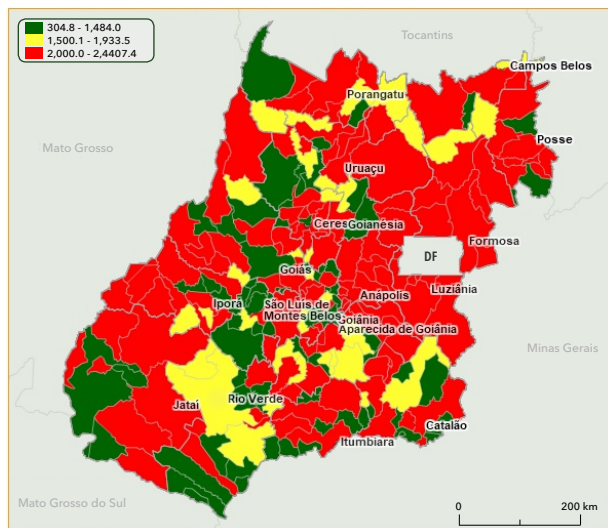 304.8 - 1,484.0
1,500.1 - 1,933.5
2,000.0 - 2,4407.4
Tocantins
Campos Belos
Porangatu
Mato Grosso
Posse
Uruaçu
Ceres
Goianésia
Formosa
DF
Goiás
Luziânia
Anápolis
Iporá
São Luís de
Montes Belos
Goiânia
Aparecida de Goiânia
Minas Gerais
Rio Verde
Jataí
Catalão
Itumbiara
Mato Grosso do Sul
0 200 km